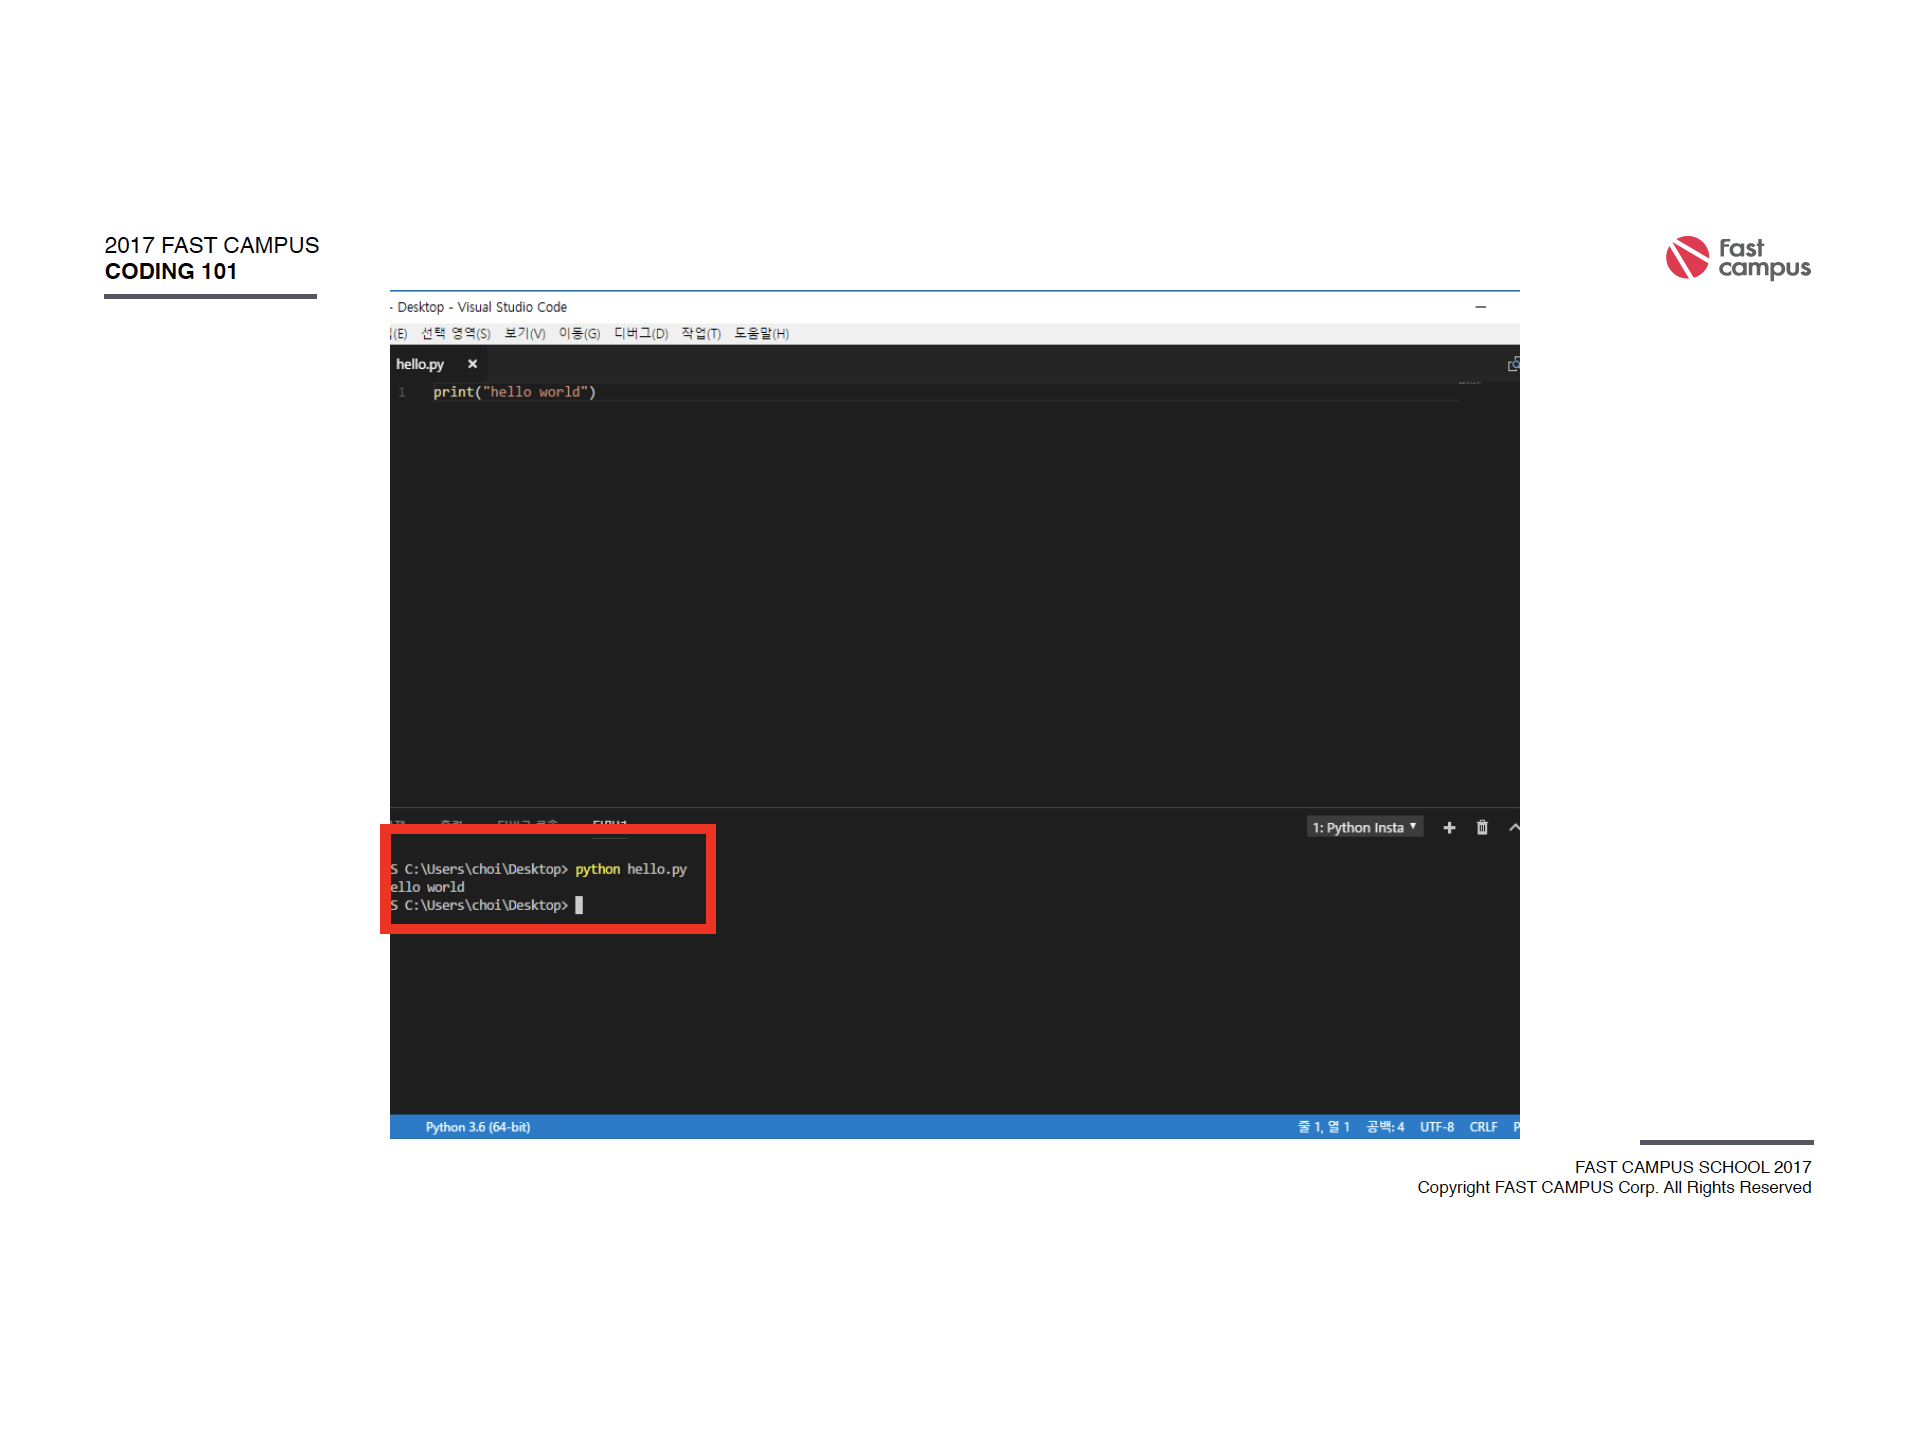 2017 FAST CAMPUS
CODING 101
Fast
campus
- Desktop - Visual Studio Code
(E) 선택 영역(S) 보기(V) 이동(G) 디버그(D) 작업(T) 도움말(H)
hello.py
1 print("hello world")
1: Python Insta
S C:\Users\choi\Desktop> python hello.py
ello world
S C:\Users\choi\Desktop>
Python 3.6 (64-bit)
줄 1, 열 1 공백: 4 UTF-8 CRLF P
FAST CAMPUS SCHOOL 2017
Copyright FAST CAMPUS Corp. All Rights Reserved